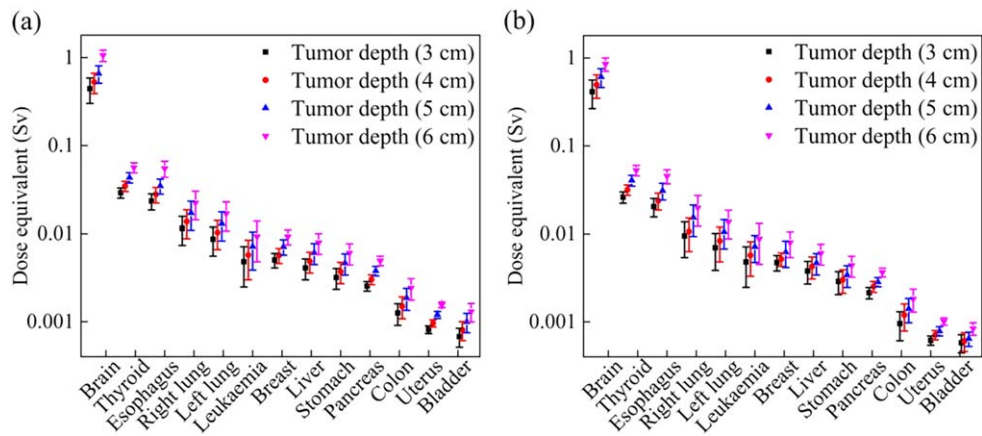 (a)
Dose equivalent (Sv)
1
0.1
0.01
0.001
Tumor depth (3 cm)
Tumor depth (4 cm)
Tumor depth (5 cm)
Tumor depth (6 cm)
Brain
Thyroid
Esophagus
Right lung
Left lung
Leukaemia
Breast
Liver
Stomach
Pancreas
Colon
Uterus
Bladder
(b)
Dose equivalent (Sv)
1
0.1
0.01
0.001
Tumor depth (3 cm)
Tumor depth (4 cm)
Tumor depth (5 cm)
Tumor depth (6 cm)
Brain
Thyroid
Esophagus
Right lung
Left lung
Leukaemia
Breast
Liver
Stomach
Pancreas
Colon
Uterus
Bladder